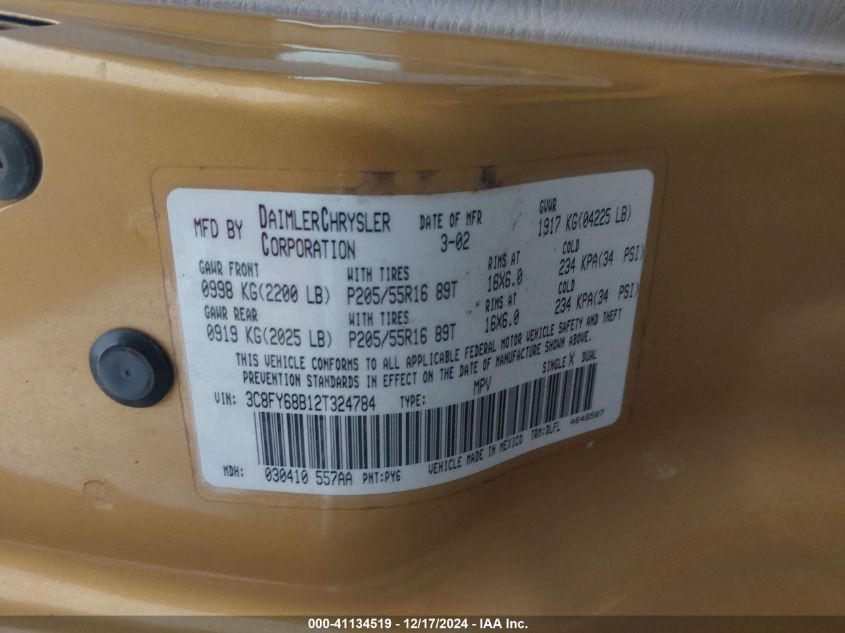 MFD BY DAIMLERCHRYSLER CORPORATION
DATE OF MFR 3-02
GVWR 1917 KG(04225 LB)
GAWR FRONT WITH TIRES RIMS AT COLD
0998 KG(2200 LB) P205/55R16 89T 16X6.0 234 KPA(34 PSI)
GAWR REAR WITH TIRES RIMS AT COLD
0919 KG(2025 LB) P205/55R16 89T 16X6.0 234 KPA(34 PSI)
THIS VEHICLE CONFORMS TO ALL APPLICABLE FEDERAL MOTOR VEHICLE SAFETY AND THEFT
PREVENTION STANDARDS IN EFFECT ON THE DATE OF MANUFACTURE SHOWN ABOVE.
VIN: 3C8FY68B12T324784 TYPE: MPV SINGLE X DUAL
MDH: 030410 557AA PNT:PY6 VEHICLE MADE IN MEXICO TRM:DLFL 4648507
000-41134519 - 12/17/2024 - IAA Inc.